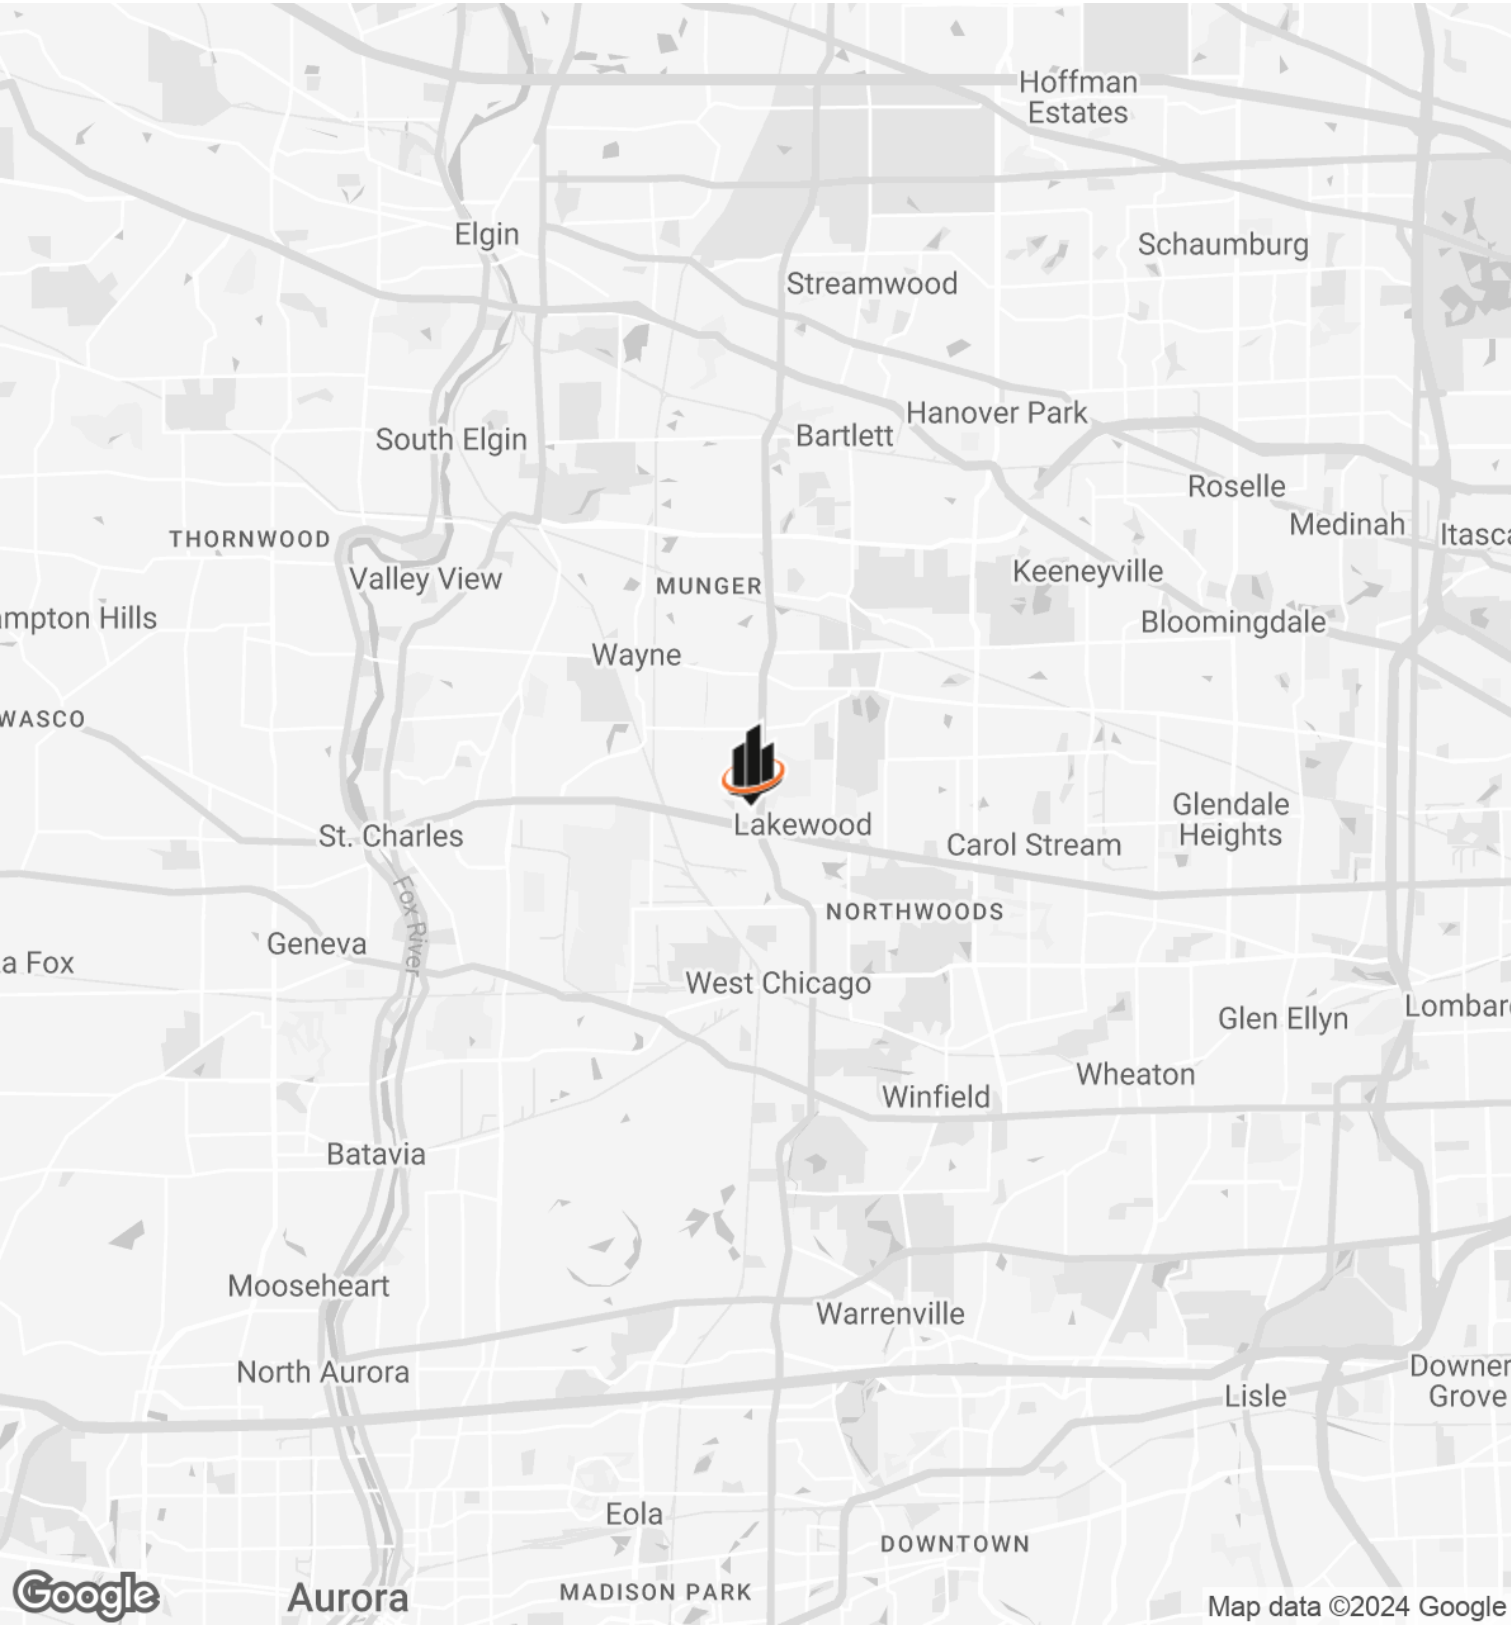 Hoffman
Estates
Elgin
Schaumburg
Streamwood
Hanover Park
Bartlett
South Elgin
Roselle
Medinah
Itasca
THORNWOOD
Keeneyville
Valley View
MUNGER
ampton Hills
Bloomingdale
Wayne
WASCO
Glendale
Heights
Lakewood
St. Charles
Carol Stream
Fox River
NORTHWOODS
Geneva
a Fox
West Chicago
Lombar
Glen Ellyn
Wheaton
Winfield
Batavia
Mooseheart
Warrenville
North Aurora
Downer
Grove
Lisle
Eola
DOWNTOWN
MADISON PARK
Aurora
Google
Map data ©2024 Google